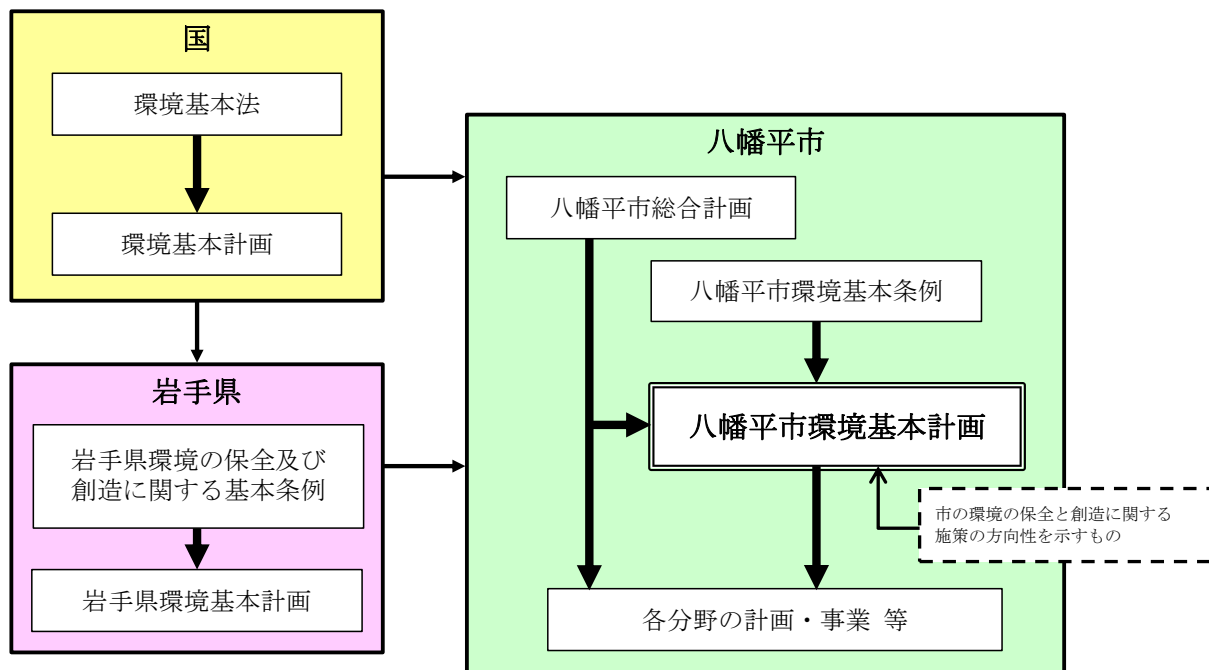 国
環境基本法
環境基本計画
岩手県
岩手県環境の保全及び
創造に関する基本条例
岩手県環境基本計画
八幡平市
八幡平市総合計画
八幡平市環境基本条例
八幡平市環境基本計画
市の環境の保全と創造に関する
施策の方向性を示すもの
各分野の計画・事業 等